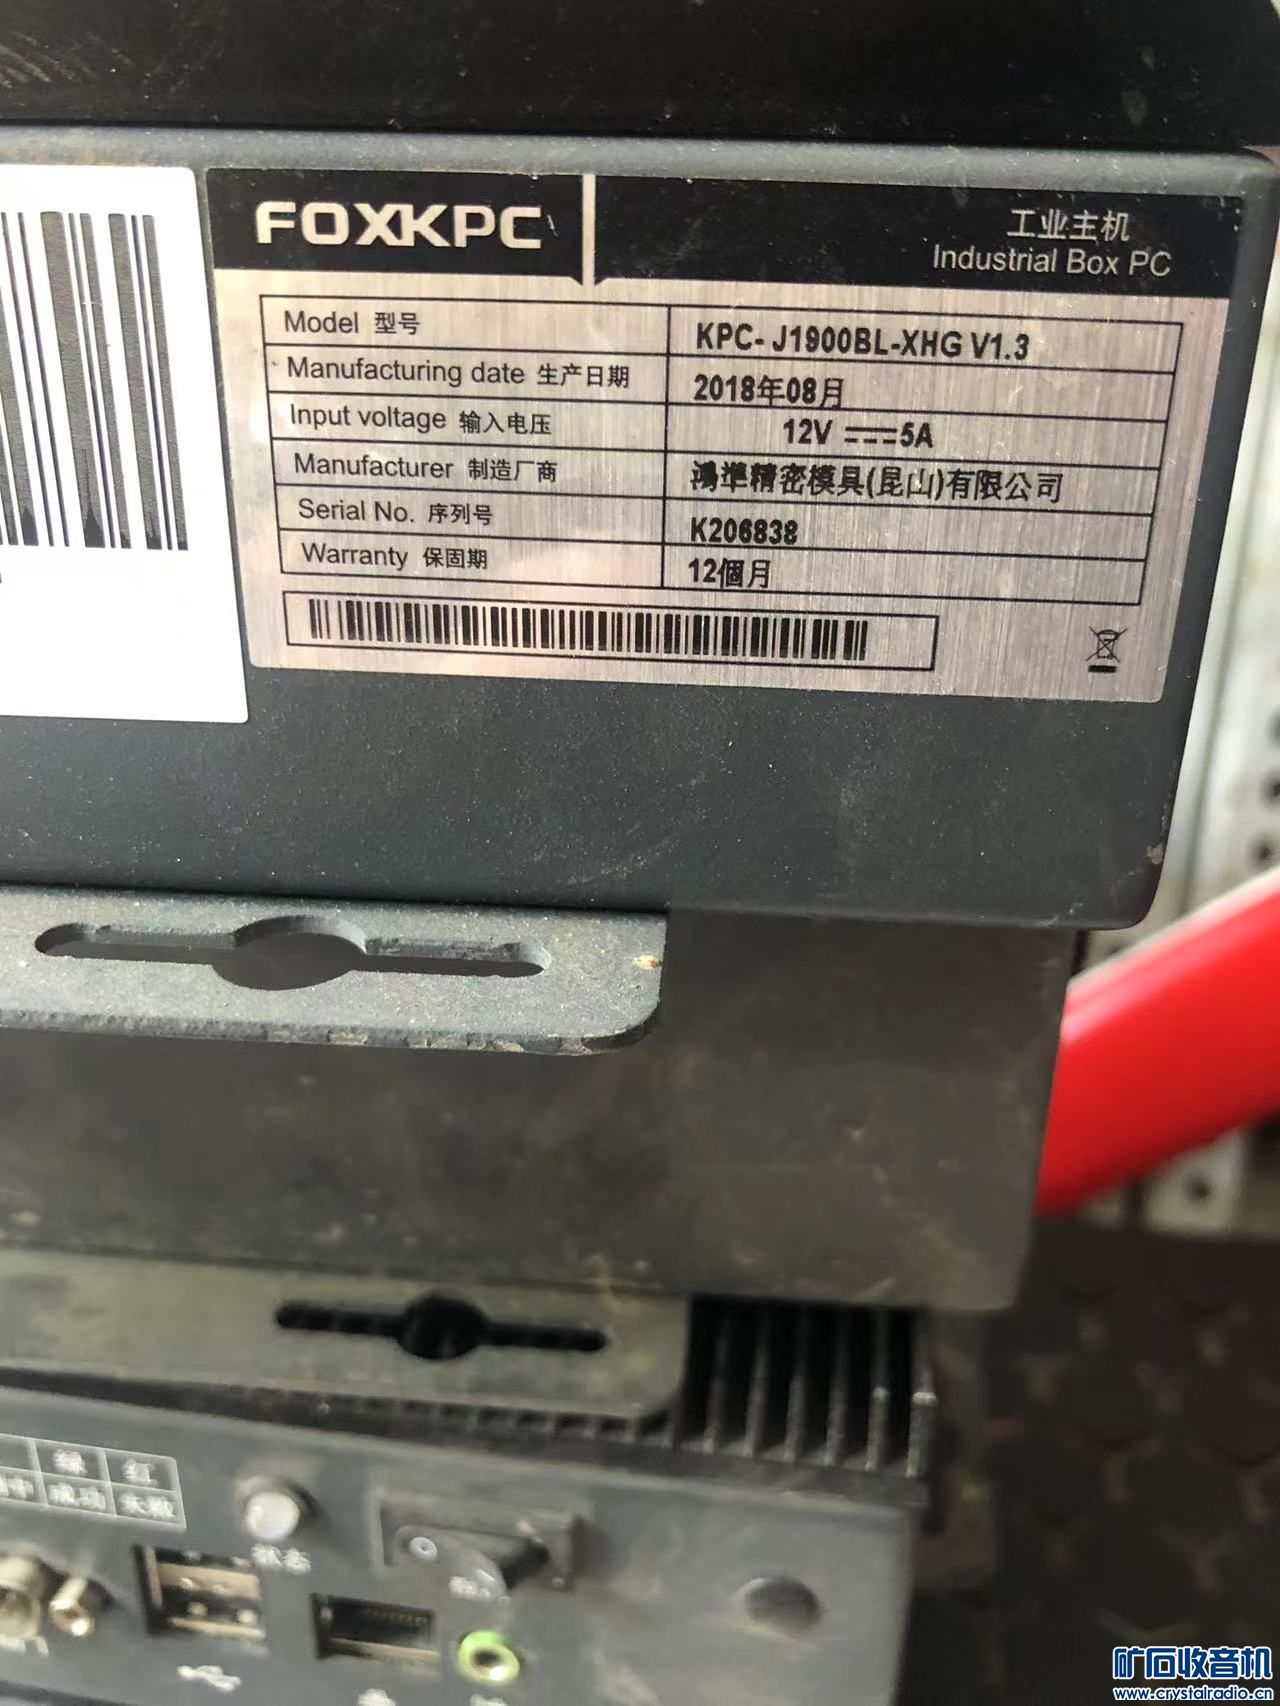 FOXKPC
工业主机
Industrial Box PC
Model 型号 KPC- J1900BL-XHG V1.3
Manufacturing date 生产日期 2018年08月
Input voltage 输入电压 12V 5A
Manufacturer 制造厂商 鴻準精密模具(昆山)有限公司
Serial No. 序列号 K206838
Warranty 保固期 12個月
绿 红
成功 失败
状态
矿石收音机
www.crystalradio.cn